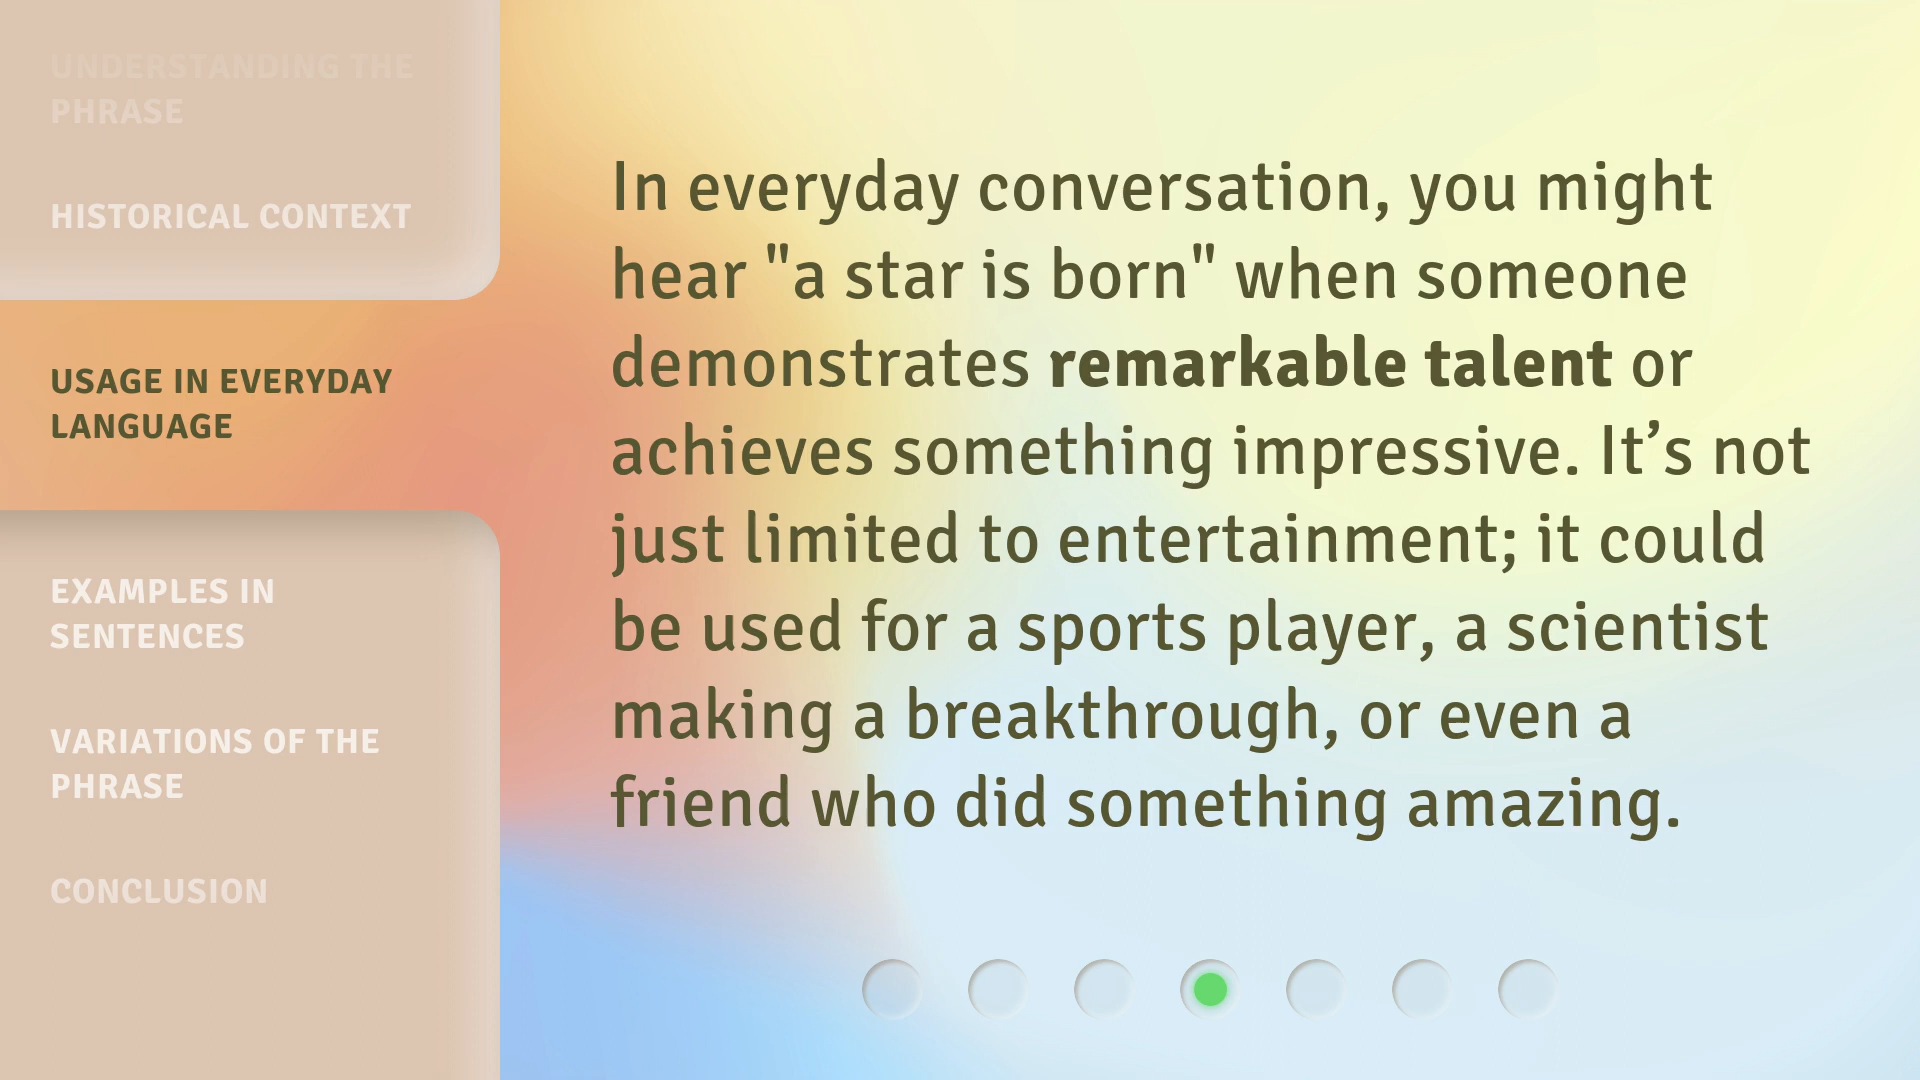 UNDERSTANDING THE
PHRASE
HISTORICAL CONTEXT
USAGE IN EVERYDAY
LANGUAGE
EXAMPLES IN
SENTENCES
VARIATIONS OF THE
PHRASE
CONCLUSION
In everyday conversation, you might
hear "a star is born" when someone
demonstrates remarkable talent or
achieves something impressive. It’s not
just limited to entertainment; it could
be used for a sports player, a scientist
making a breakthrough, or even a
friend who did something amazing.